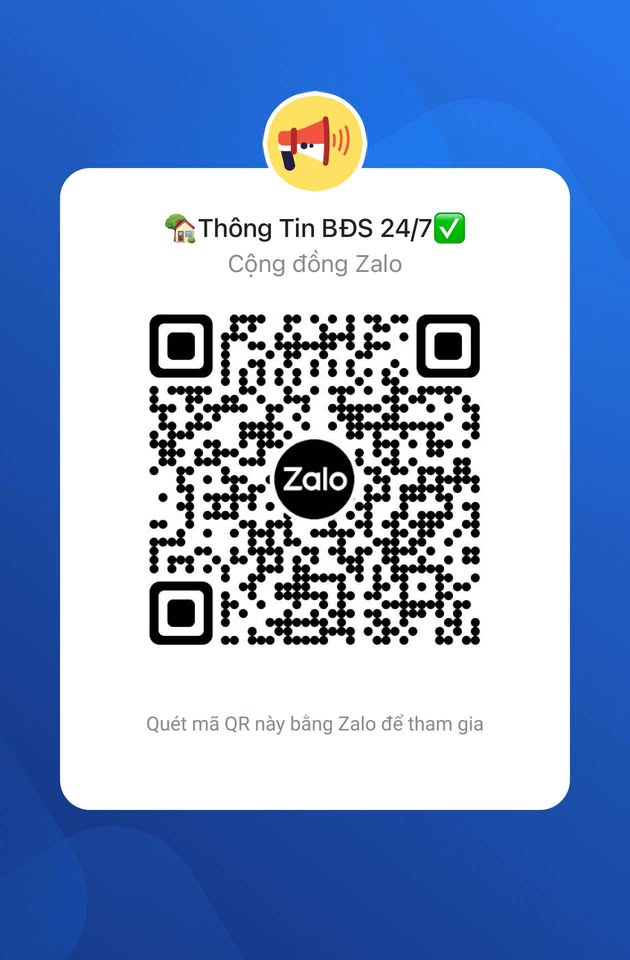 🏡Thông Tin BĐS 24/7✅
Cộng đồng Zalo
Zalo
Quét mã QR này bằng Zalo để tham gia